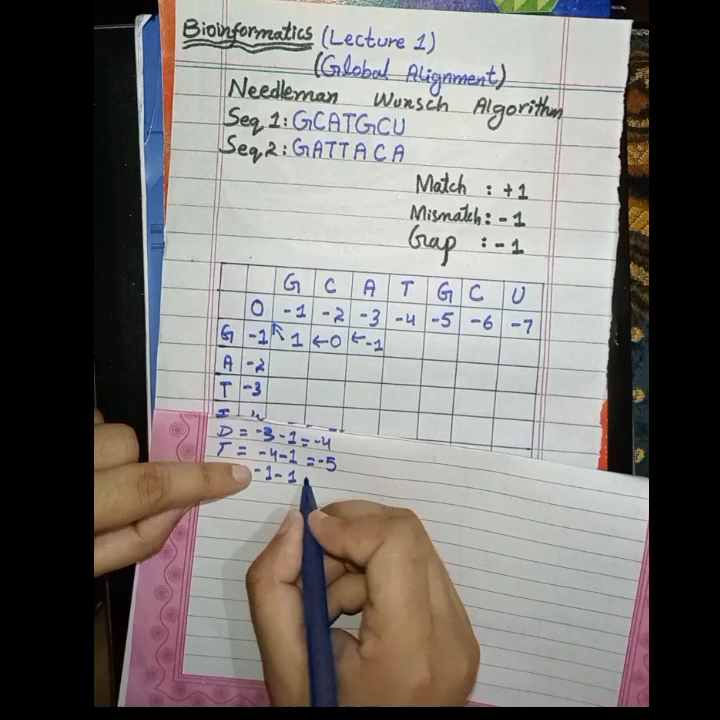 Bioinformatics (Lecture 1)
(Global Alignment)
Needleman Wunsch Algorithm
Seq 1: GCATGCU
Seq 2: GATTACA
Match : +1
Mismatch : -1
Gap : -1
G C A T G C U
0 -1 -2 -3 -4 -5 -6 -7
G -1 ↖ 1 ←0 ←-1
A -2
T -3
D = -3 -1 = -4
T = -4 -1 = -5
-1 -1